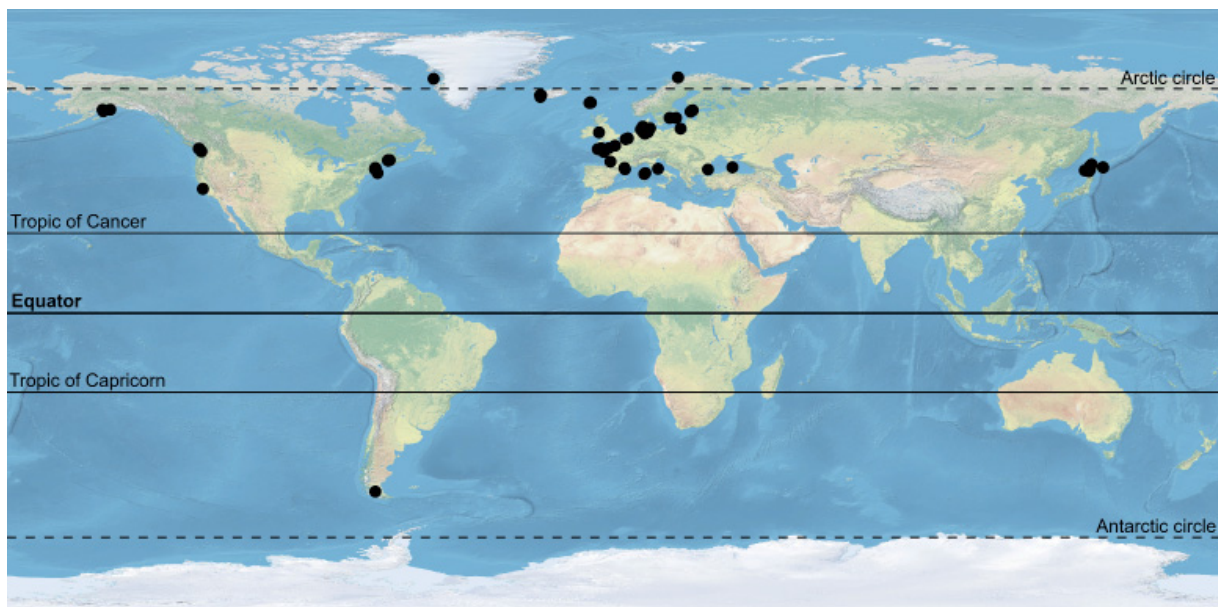 Arctic circle
Tropic of Cancer
Equator
Tropic of Capricorn
Antarctic circle